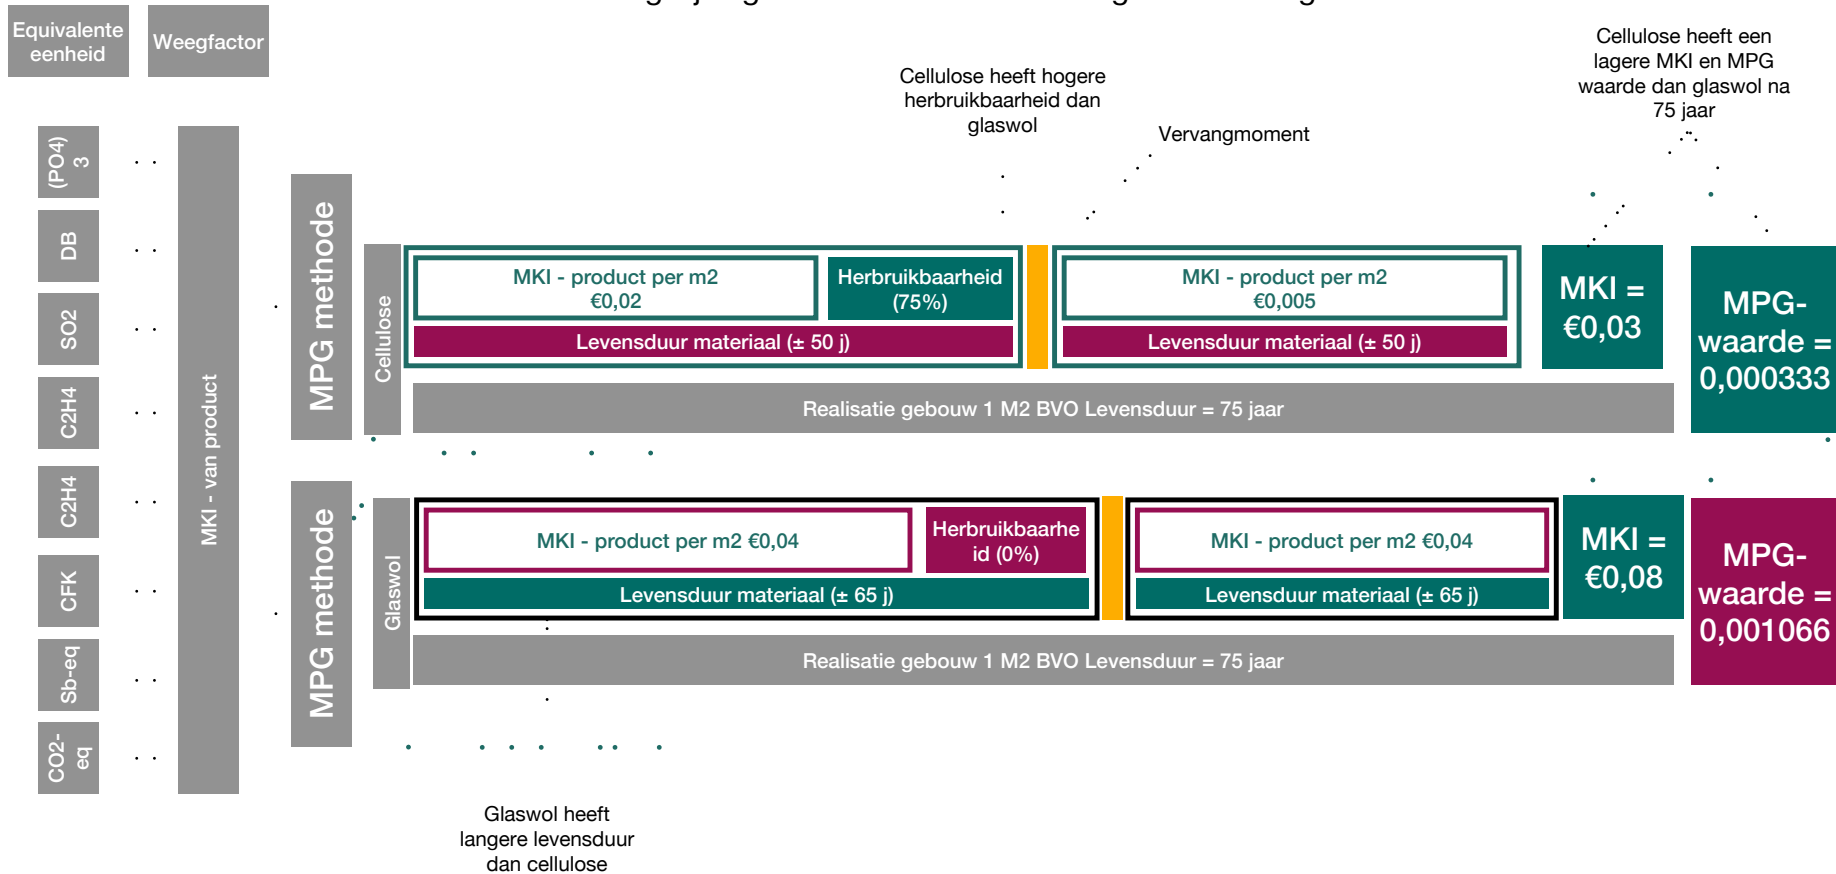 Equivalente
eenheid
Weegfactor
Cellulose heeft een
lagere MKI en MPG
waarde dan glaswol na
75 jaar
Cellulose heeft hogere
herbruikbaarheid dan
glaswol
Vervangmoment
(PO4)
3
DB
SO2
C2H4
C2H4
CFK
Sb-eq
CO2-
eq
MKI - van product
MPG methode
Cellulose
MKI - product per m2
€0,02
Herbruikbaarheid
(75%)
Levensduur materiaal (± 50 j)
MKI - product per m2
€0,005
Levensduur materiaal (± 50 j)
MKI =
€0,03
MPG-
waarde =
0,000333
Realisatie gebouw 1 M2 BVO Levensduur = 75 jaar
MPG methode
Glaswol
MKI - product per m2 €0,04
Herbruikbaarhe
id (0%)
Levensduur materiaal (± 65 j)
MKI - product per m2 €0,04
Levensduur materiaal (± 65 j)
MKI =
€0,08
MPG-
waarde =
0,001066
Realisatie gebouw 1 M2 BVO Levensduur = 75 jaar
Glaswol heeft
langere levensduur
dan cellulose